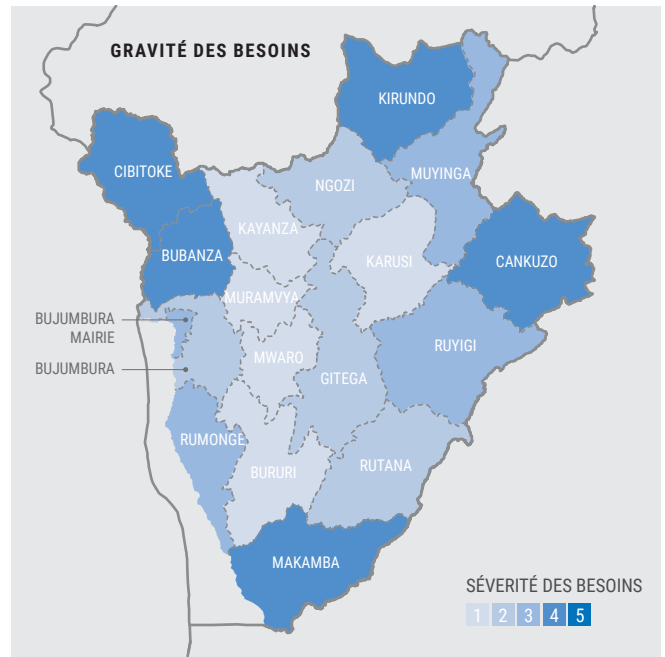 GRAVITÉ DES BESOINS
KIRUNDO
CIBITOKE
MUYINGA
NGOZI
KAYANZA
BUBANZA
KARUSI
CANKUZO
MURAMVYA
BUJUMBURA
MAIRIE
RUYIGI
MWARO
BUJUMBURA
GITEGA
RUMONGE
RUTANA
BURURI
MAKAMBA
SÉVERITÉ DES BESOINS
1 2 3 4 5